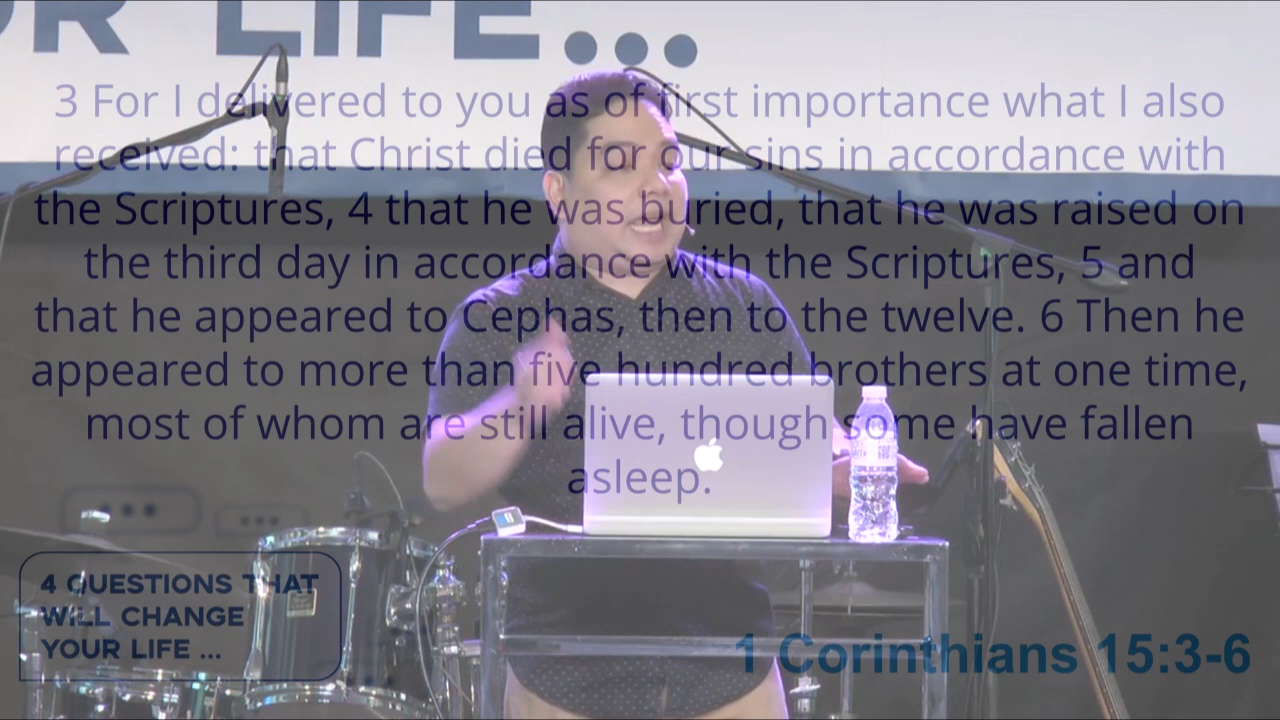 OR LIFE...
3 For I delivered to you as of first importance what I also
received: that Christ died for our sins in accordance with
the Scriptures, 4 that he was buried, that he was raised on
the third day in accordance with the Scriptures, 5 and
that he appeared to Cephas, then to the twelve. 6 Then he
appeared to more than five hundred brothers at one time,
most of whom are still alive, though some have fallen
asleep.
4 QUESTIONS THAT
WILL CHANGE
YOUR LIFE ...
1 Corinthians 15:3-6